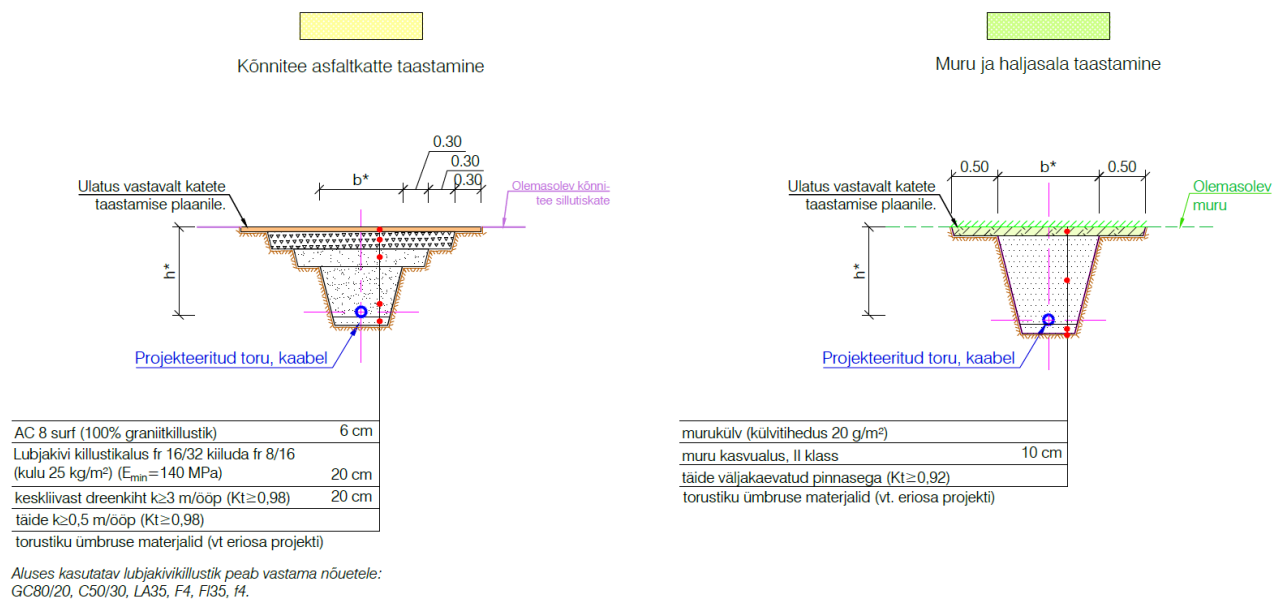 Kõnnitee asfaltkatte taastamine
0.30
0.30
0.30
b*
Ulatus vastavalt katete
taastamise plaanile.
Olemasolev kõnni-
tee sillutiskate
h*
Projekteeritud toru, kaabel
AC 8 surf (100% graniitkillustik) 6 cm
Lubjakivi killustikalus fr 16/32 kiiluda fr 8/16
(kulu 25 kg/m²) (Emin=140 MPa) 20 cm
keskliivast dreenkiht k≥3 m/ööp (Kt≥0,98) 20 cm
täide k≥0,5 m/ööp (Kt≥0,98)
torustiku ümbruse materjalid (vt eriosa projekti)
Aluses kasutatav lubjakivikillustik peab vastama nõuetele:
GC80/20, C50/30, LA35, F4, FI35, f4.
Muru ja haljasala taastamine
0.50 b* 0.50
Ulatus vastavalt katete
taastamise plaanile.
Olemasolev
muru
h*
Projekteeritud toru, kaabel
murukülv (külvitihedus 20 g/m²)
muru kasvualus, II klass 10 cm
täide väljakaevatud pinnasega (Kt≥0,92)
torustiku ümbruse materjalid (vt. eriosa projekti)